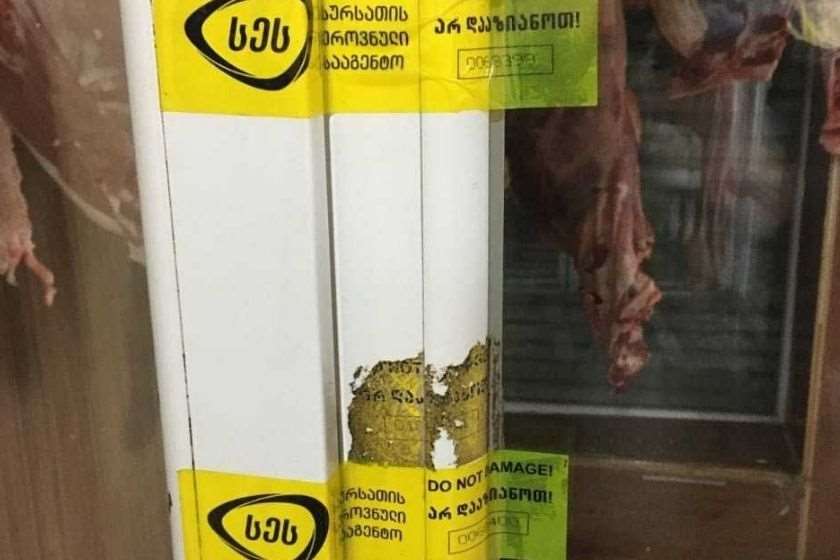 სეს
სურსათის
ეროვნული
სააგენტო
არ დააზიანოთ!
სეს
სურსათის
ეროვნული
სააგენტო
DO NOT DAMAGE!
არ დააზიანოთ!